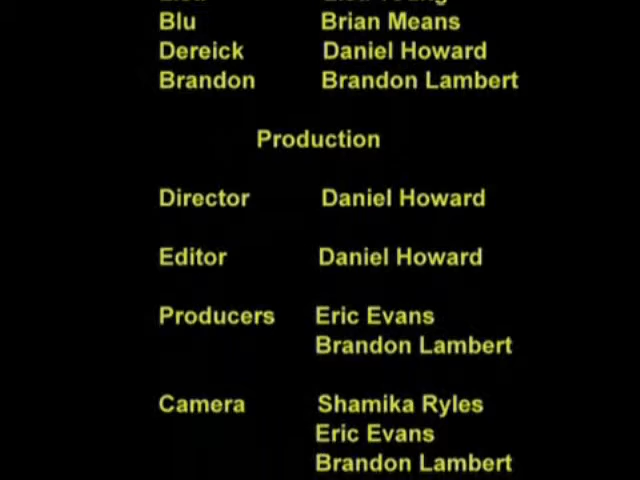 Blu Brian Means
Dereick Daniel Howard
Brandon Brandon Lambert
Production
Director Daniel Howard
Editor Daniel Howard
Producers Eric Evans
Brandon Lambert
Camera Shamika Ryles
Eric Evans
Brandon Lambert